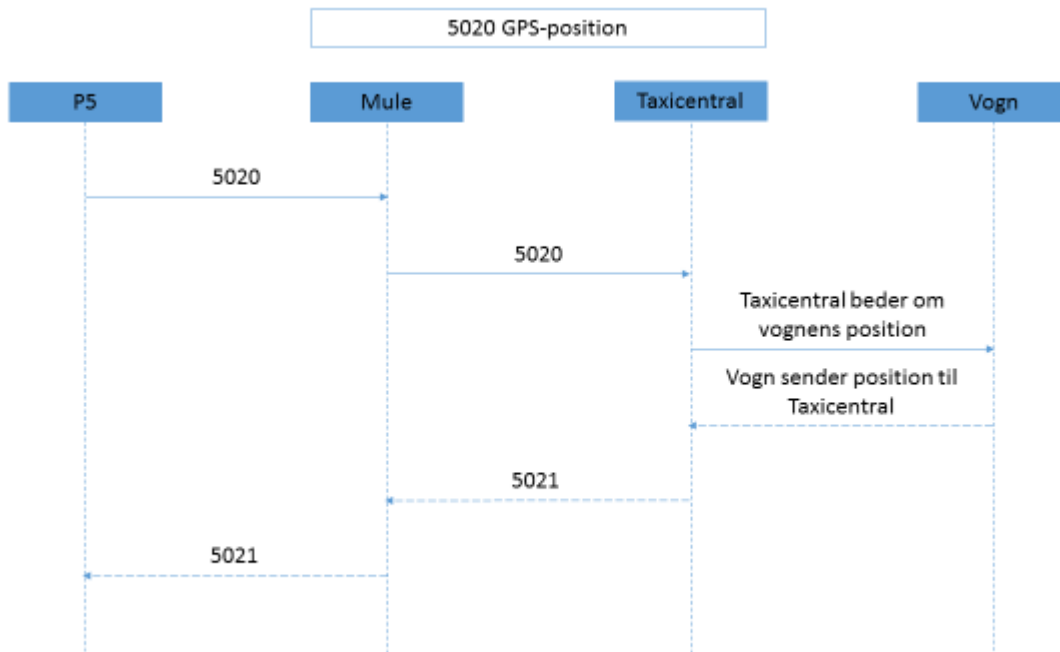 5020 GPS-position
P5
Mule
Taxicentral
Vogn
5020
5020
Taxicentral beder om
vognens position
Vogn sender position til
Taxicentral
5021
5021